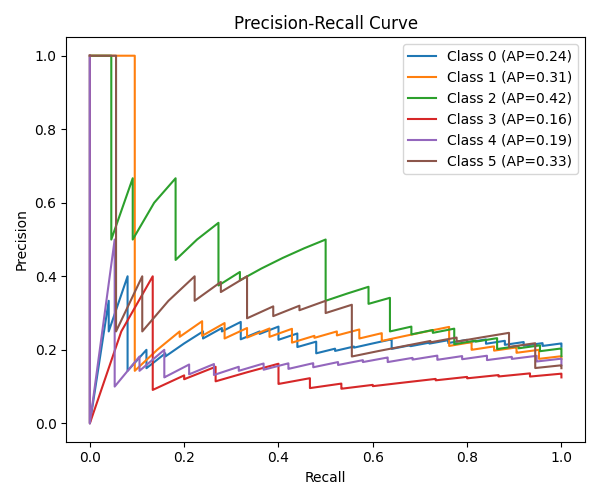 Precision-Recall Curve
Class 0 (AP=0.24)
Class 1 (AP=0.31)
Class 2 (AP=0.42)
Class 3 (AP=0.16)
Class 4 (AP=0.19)
Class 5 (AP=0.33)
Precision
1.0
0.8
0.6
0.4
0.2
0.0
0.0 0.2 0.4 0.6 0.8 1.0
Recall